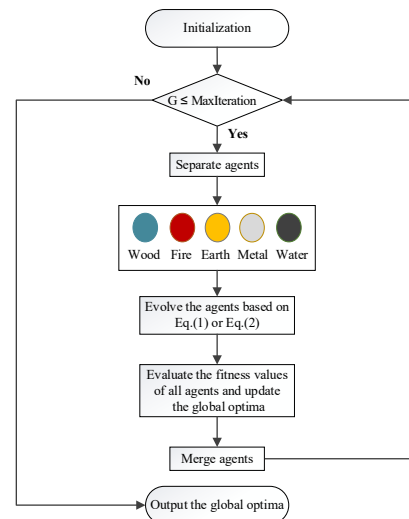 Initialization
No
G ≤ MaxIteration
Yes
Separate agents
Wood Fire Earth Metal Water
Evolve the agents based on
Eq.(1) or Eq.(2)
Evaluate the fitness values
of all agents and update
the global optima
Merge agents
Output the global optima